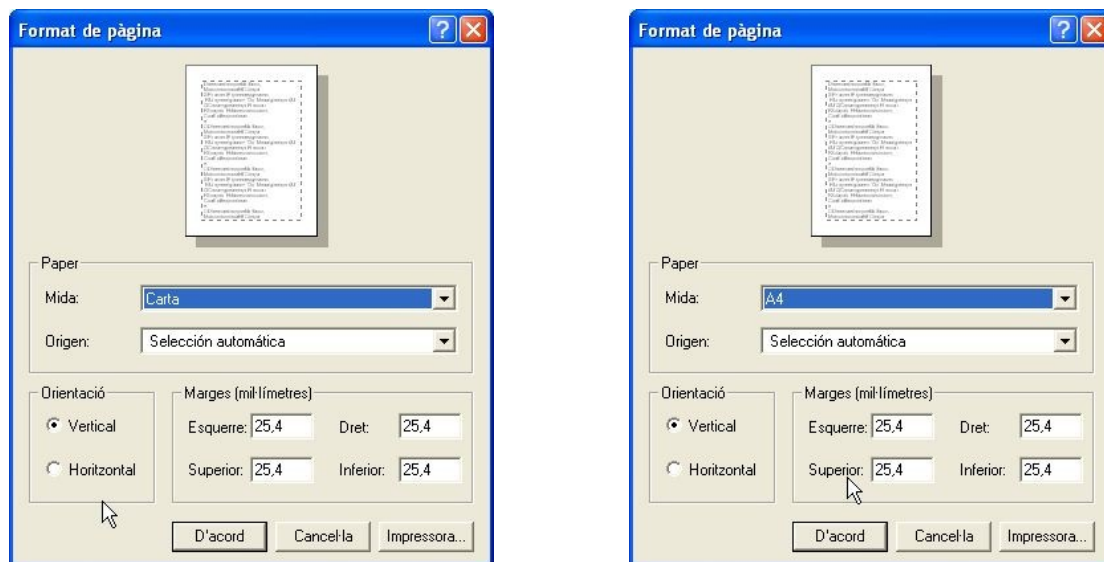 Format de pàgina
Paper
Mida: Carta
Origen: Selección automática
Orientació
Vertical
Horitzontal
Marges (mil·límetres)
Esquerre: 25,4 Dret: 25,4
Superior: 25,4 Inferior: 25,4
D'acord Cancel·la Impressora...
Format de pàgina
Paper
Mida: A4
Origen: Selección automática
Orientació
Vertical
Horitzontal
Marges (mil·límetres)
Esquerre: 25,4 Dret: 25,4
Superior: 25,4 Inferior: 25,4
D'acord Cancel·la Impressora...